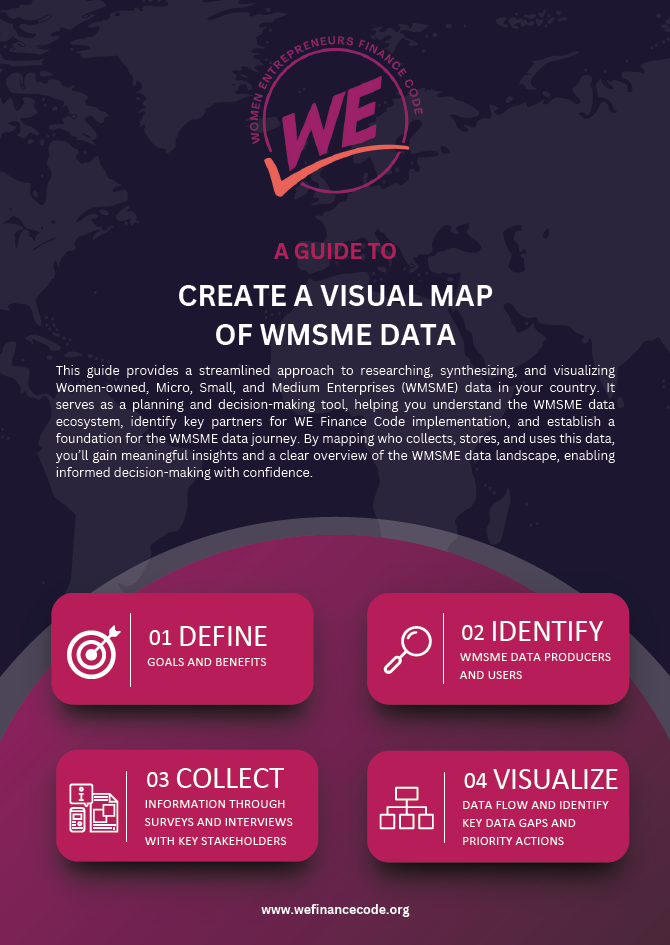 WOMEN ENTREPRENEURS FINANCE CODE
WE
A GUIDE TO
CREATE A VISUAL MAP
OF WMSME DATA
This guide provides a streamlined approach to researching, synthesizing, and visualizing
Women-owned, Micro, Small, and Medium Enterprises (WMSME) data in your country. It
serves as a planning and decision-making tool, helping you understand the WMSME data
ecosystem, identify key partners for WE Finance Code implementation, and establish a
foundation for the WMSME data journey. By mapping who collects, stores, and uses this data,
you'll gain meaningful insights and a clear overview of the WMSME data landscape, enabling
informed decision-making with confidence.
01 DEFINE
GOALS AND BENEFITS
02 IDENTIFY
WMSME DATA PRODUCERS
AND USERS
03 COLLECT
INFORMATION THROUGH
SURVEYS AND INTERVIEWS
WITH KEY STAKEHOLDERS
04 VISUALIZE
DATA FLOW AND IDENTIFY
KEY DATA GAPS AND
PRIORITY ACTIONS
www.wefinancecode.org